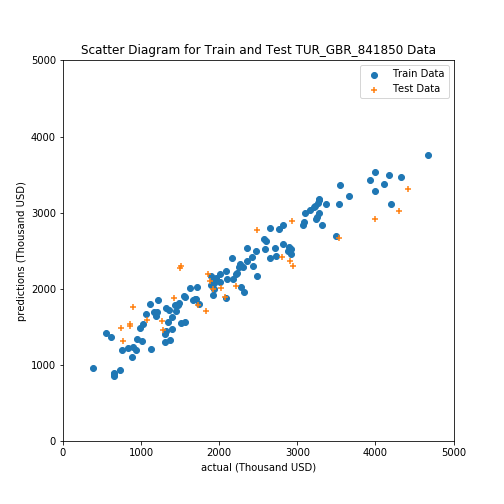 Scatter Diagram for Train and Test TUR_GBR_841850 Data
Train Data
Test Data
predictions (Thousand USD)
5000
4000
3000
2000
1000
0
0 1000 2000 3000 4000 5000
actual (Thousand USD)